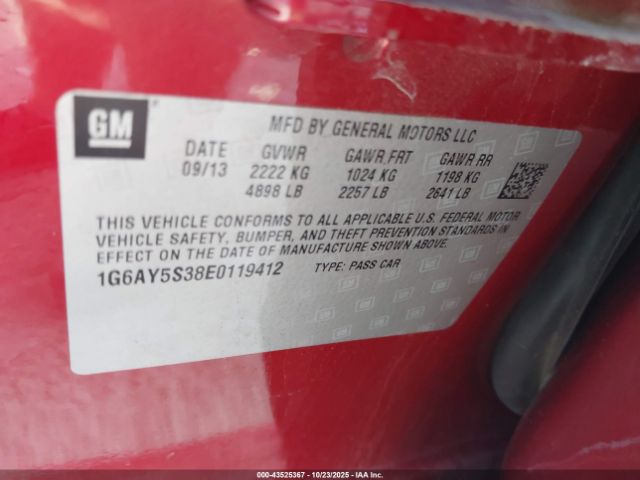 GM
MFD BY GENERAL MOTORS LLC
DATE GVWR GAWR FRT GAWR RR
09/13 2222 KG 1024 KG 1198 KG
4898 LB 2257 LB 2641 LB
THIS VEHICLE CONFORMS TO ALL APPLICABLE U.S. FEDERAL MOTOR
VEHICLE SAFETY, BUMPER, AND THEFT PREVENTION STANDARDS IN
EFFECT ON THE DATE OF MANUFACTURE SHOWN ABOVE.
1G6AY5S38E0119412 TYPE: PASS CAR
000-43525367 - 10/23/2025 - IAAI.COM